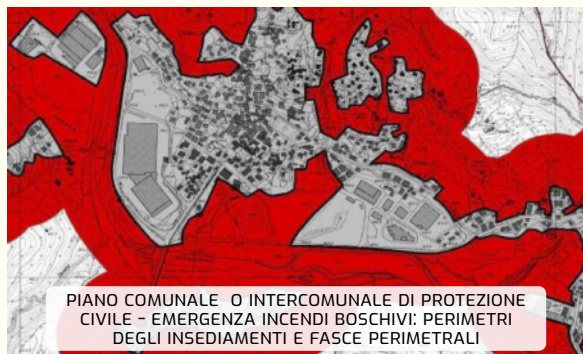 PIANO COMUNALE O INTERCOMUNALE DI PROTEZIONE
CIVILE - EMERGENZA INCENDI BOSCHIVI: PERIMETRI
DEGLI INSEDIAMENTI E FASCE PERIMETRALI